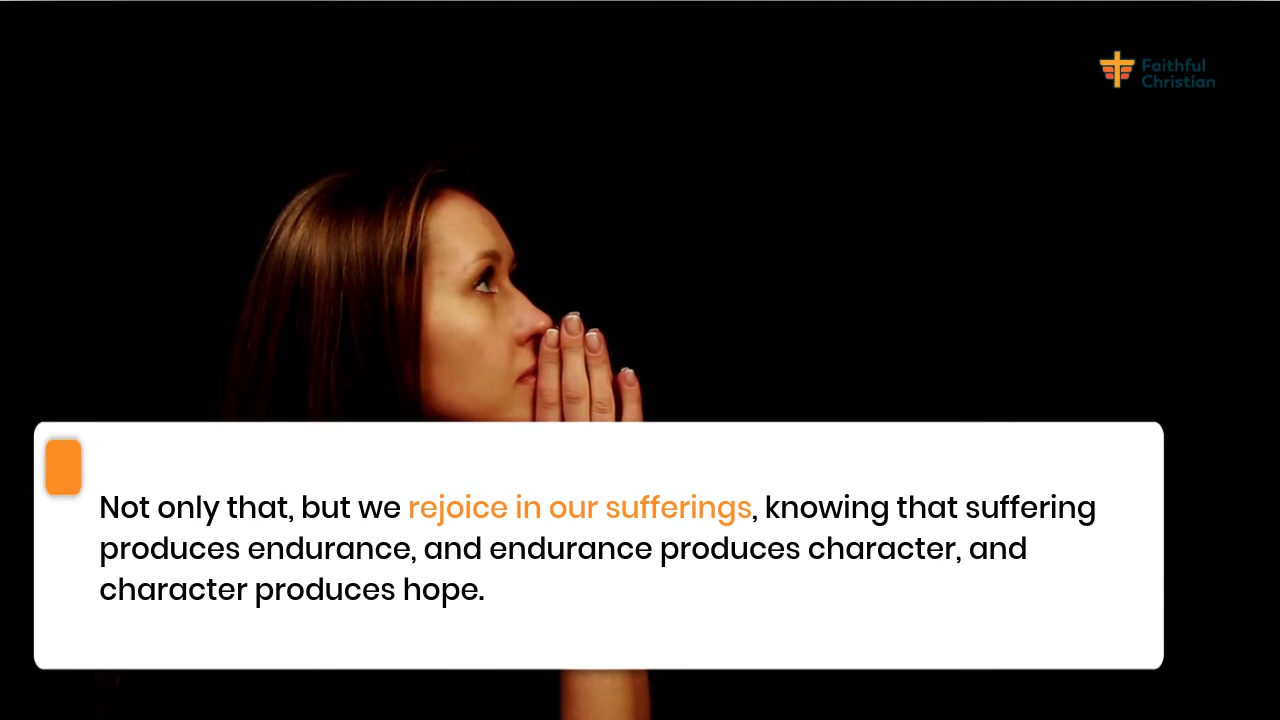 Faithful
Christian
Not only that, but we rejoice in our sufferings, knowing that suffering
produces endurance, and endurance produces character, and
character produces hope.